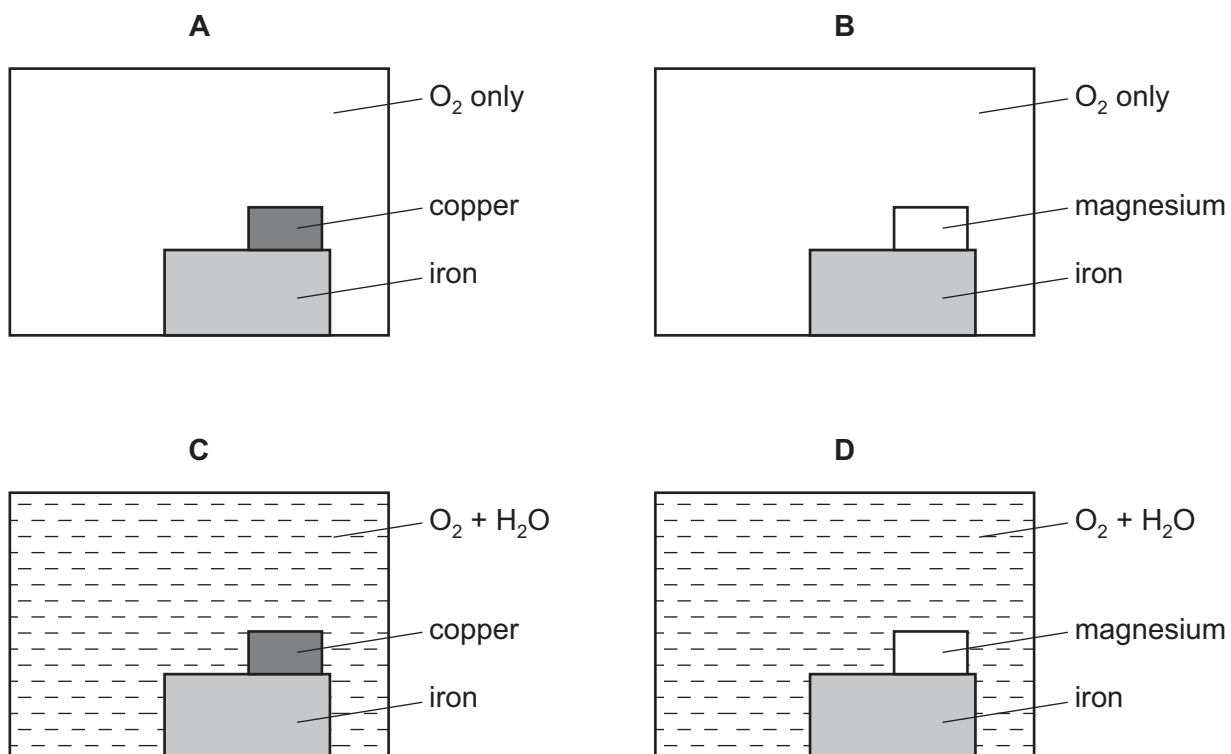 A
O₂ only
copper
iron
B
O₂ only
magnesium
iron
C
O₂ + H₂O
copper
iron
D
O₂ + H₂O
magnesium
iron